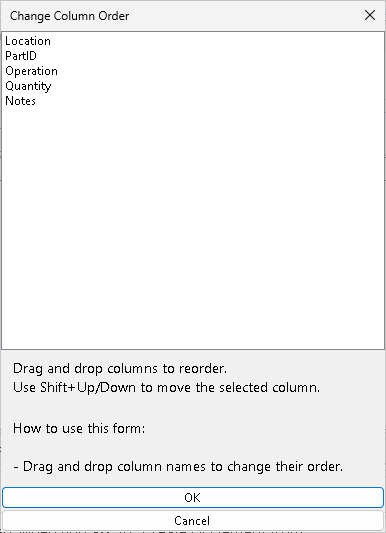 Change Column Order
Location
PartID
Operation
Quantity
Notes
Drag and drop columns to reorder.
Use Shift+Up/Down to move the selected column.
How to use this form:
- Drag and drop column names to change their order.
OK
Cancel